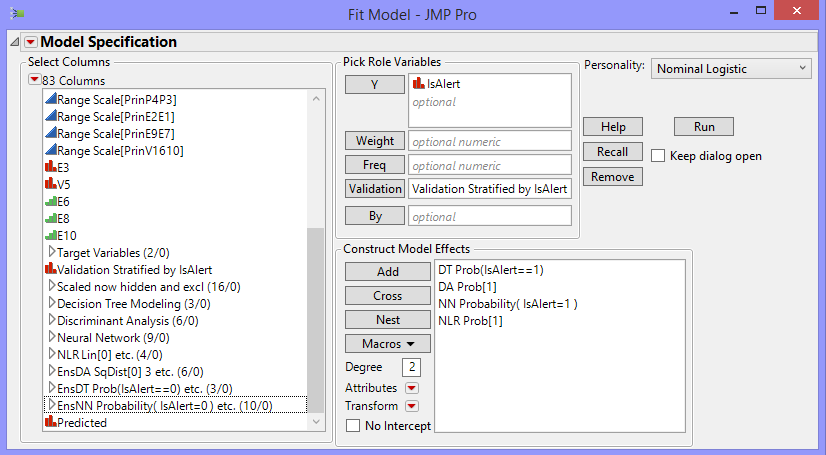 Fit Model - JMP Pro
Model Specification
Select Columns
83 Columns
Range Scale[PrinP4P3]
Range Scale[PrinE2E1]
Range Scale[PrinE9E7]
Range Scale[PrinV1610]
E3
V5
E6
E8
E10
Target Variables (2/0)
Validation Stratified by IsAlert
Scaled now hidden and excl (16/0)
Decision Tree Modeling (3/0)
Discriminant Analysis (6/0)
Neural Network (9/0)
NLR Lin[0] etc. (4/0)
EnsDA SqDist[0] 3 etc. (6/0)
EnsDT Prob(IsAlert==0) etc. (3/0)
EnsNN Probability( IsAlert=0 ) etc. (10/0)
Predicted
Pick Role Variables
Y
IsAlert
optional
Weight
optional numeric
Freq
optional numeric
Validation
Validation Stratified by IsAlert
By
optional
Personality:
Nominal Logistic
Help
Run
Recall
Keep dialog open
Remove
Construct Model Effects
Add
Cross
Nest
Macros
Degree
2
Attributes
Transform
No Intercept
DT Prob(IsAlert==1)
DA Prob[1]
NN Probability( IsAlert=1 )
NLR Prob[1]